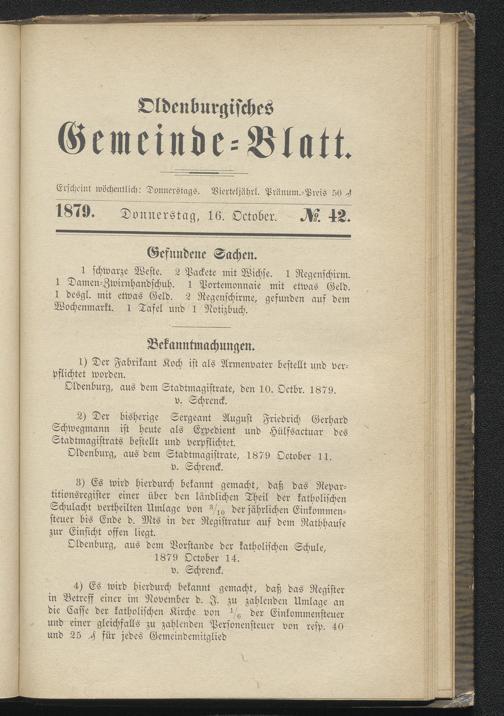 Oldenburgisches
Gemeinde-Blatt.
Erscheint wöchentlich: Donnerstags. Vierteljährl. Pränum.-Preis 50 ₰
1879. Donnerstag, 16. October. No. 42.
Gefundene Sachen.
1 schwarze Weste. 2 Packete mit Wichse. 1 Regenschirm.
1 Damen-Zwirnhandschuh. 1 Portemonnaie mit etwas Geld.
1 desgl. mit etwas Geld. 2 Regenschirme, gefunden auf dem
Wochenmarkt. 1 Tafel und 1 Notizbuch.
Bekanntmachungen.
1) Der Fabrikant Koch ist als Armenvater bestellt und ver-
pflichtet worden.
Oldenburg, aus dem Stadtmagistrate, den 10. Octbr. 1879.
v. Schrenck.
2) Der bisherige Sergeant August Friedrich Gerhard
Schwegmann ist heute als Expedient und Hülfsactuar des
Stadtmagistrats bestellt und verpflichtet.
Oldenburg, aus dem Stadtmagistrate, 1879 October 11.
v. Schrenck.
3) Es wird hierdurch bekannt gemacht, daß das Repar-
titionsregister einer über den ländlichen Theil der katholischen
Schulacht vertheilten Umlage von 3/10 der jährlichen Einkommen-
steuer bis Ende d. Mts in der Registratur auf dem Rathhause
zur Einsicht offen liegt.
Oldenburg, aus dem Vorstande der katholischen Schule,
1879 October 14.
v. Schrenck.
4) Es wird hierdurch bekannt gemacht, daß das Register
in Betreff einer im November d. J. zu zahlenden Umlage an
die Casse der katholischen Kirche von 1/6 der Einkommensteuer
und einer gleichfalls zu zahlenden Personensteuer von resp. 40
und 25 ₰ für jedes Gemeindemitglied